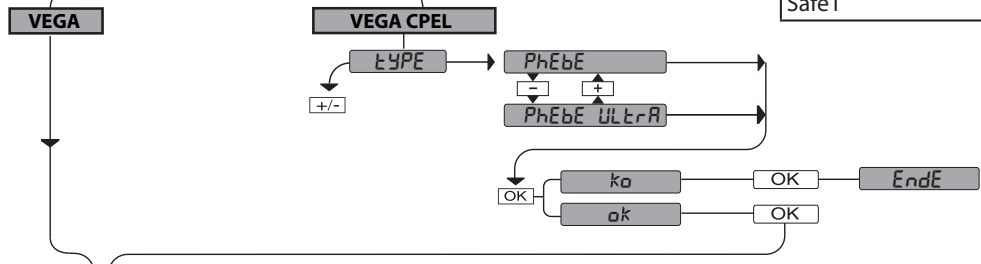 Safe1
VEGA
VEGA CPEL
tYPE
PhEbE
+/-
-
+
PhEbE ULtrA
ko
OK
EndE
OK
ok
OK